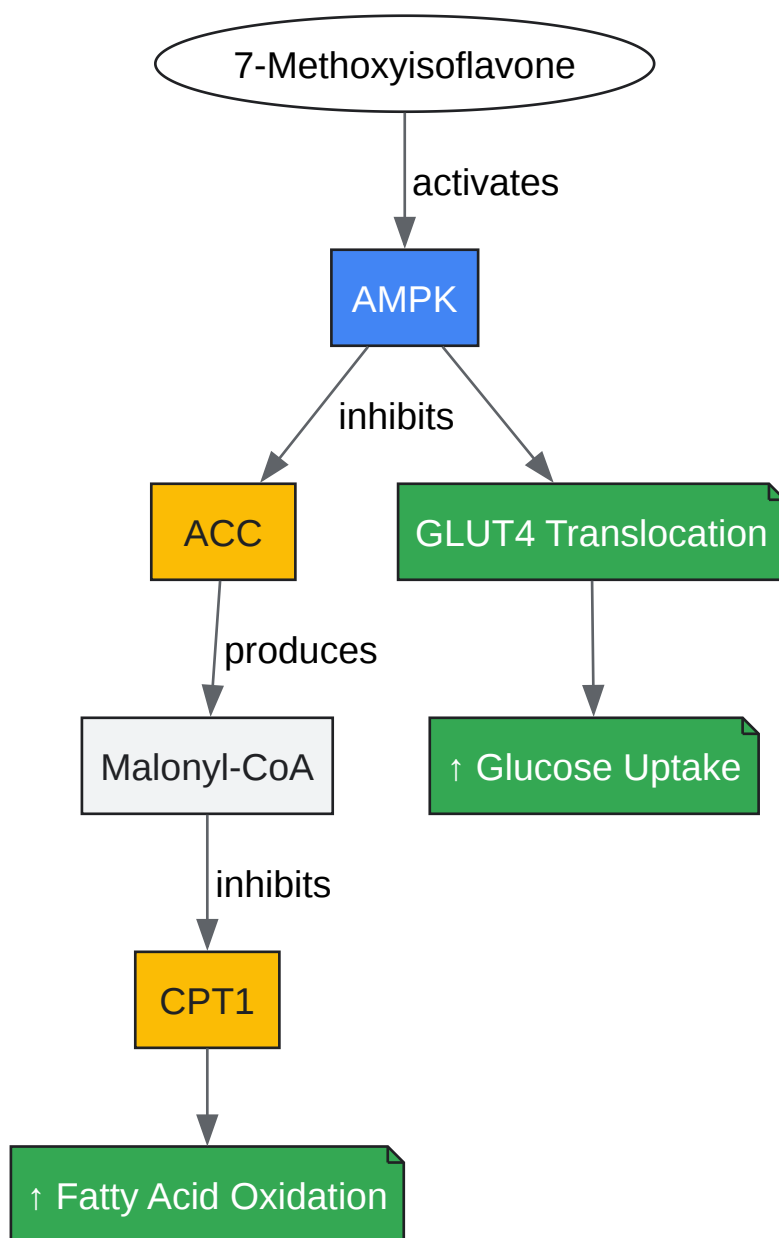 7-Methoxyisoflavone
activates
AMPK
inhibits
ACC
GLUT4 Translocation
produces
Malonyl-CoA
↑ Glucose Uptake
inhibits
CPT1
↑ Fatty Acid Oxidation